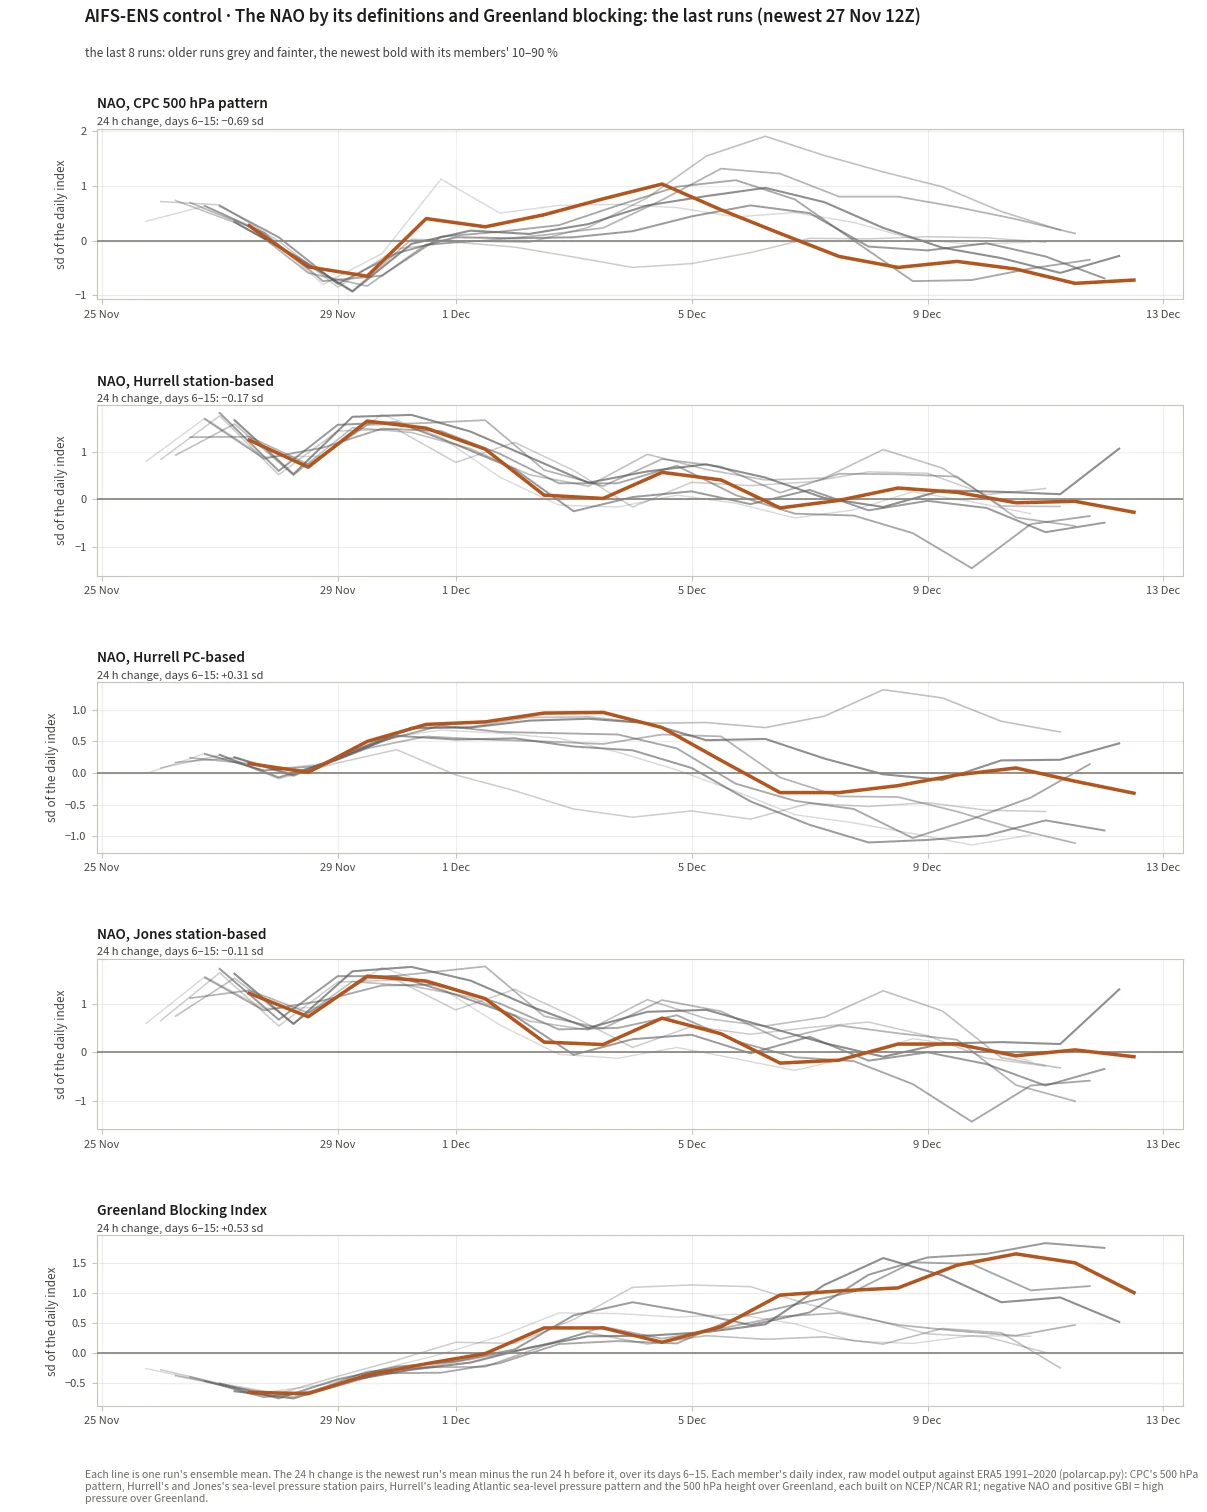 AIFS-ENS control · The NAO by its definitions and Greenland blocking: the last runs (newest 27 Nov 12Z)
the last 8 runs: older runs grey and fainter, the newest bold with its members' 10–90 %
NAO, CPC 500 hPa pattern
24 h change, days 6–15: −0.69 sd
sd of the daily index
2
1
0
−1
25 Nov
29 Nov
1 Dec
5 Dec
9 Dec
13 Dec
NAO, Hurrell station-based
24 h change, days 6–15: −0.17 sd
sd of the daily index
1
0
−1
25 Nov
29 Nov
1 Dec
5 Dec
9 Dec
13 Dec
NAO, Hurrell PC-based
24 h change, days 6–15: +0.31 sd
sd of the daily index
1.0
0.5
0.0
−0.5
−1.0
25 Nov
29 Nov
1 Dec
5 Dec
9 Dec
13 Dec
NAO, Jones station-based
24 h change, days 6–15: −0.11 sd
sd of the daily index
1
0
−1
25 Nov
29 Nov
1 Dec
5 Dec
9 Dec
13 Dec
Greenland Blocking Index
24 h change, days 6–15: +0.53 sd
sd of the daily index
1.5
1.0
0.5
0.0
−0.5
25 Nov
29 Nov
1 Dec
5 Dec
9 Dec
13 Dec
Each line is one run's ensemble mean. The 24 h change is the newest run's mean minus the run 24 h before it, over its days 6–15. Each member's daily index, raw model output against ERA5 1991–2020 (polarcap.py): CPC's 500 hPa
pattern, Hurrell's and Jones's sea-level pressure station pairs, Hurrell's leading Atlantic sea-level pressure pattern and the 500 hPa height over Greenland, each built on NCEP/NCAR R1; negative NAO and positive GBI = high
pressure over Greenland.